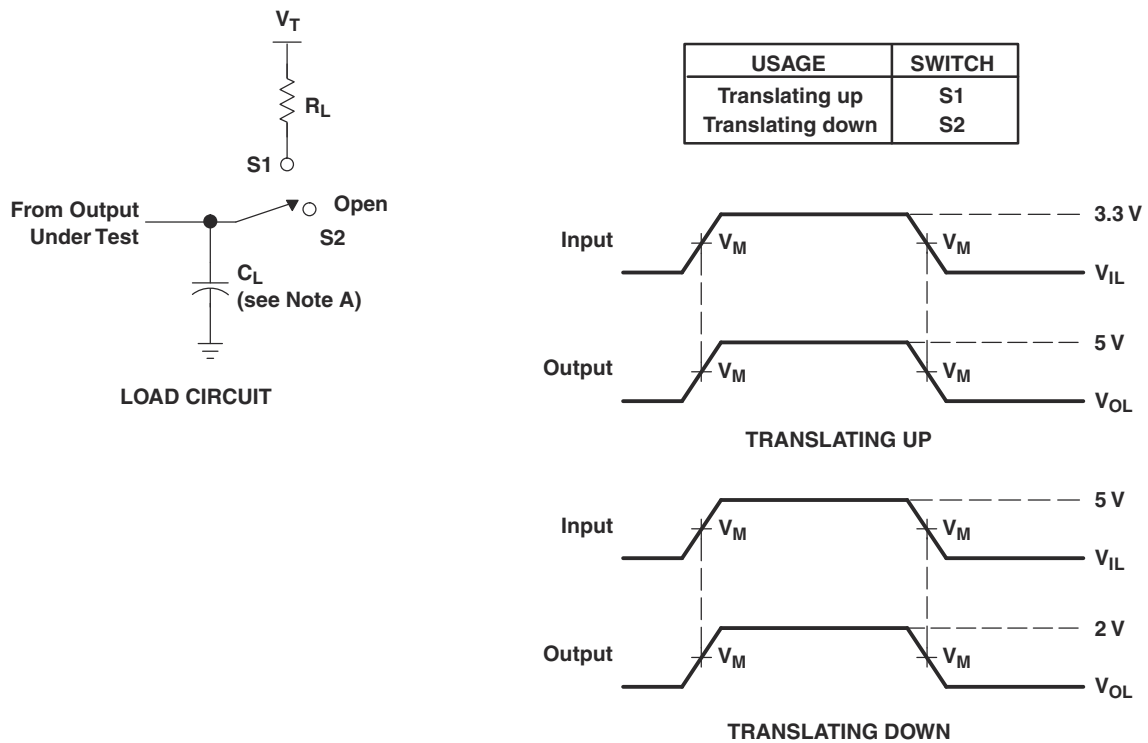 V_T
R_L
S1
From Output
Under Test
Open
S2
C_L
(see Note A)
LOAD CIRCUIT
USAGE SWITCH
Translating up S1
Translating down S2
3.3 V
Input V_M V_M
V_IL
5 V
Output V_M V_M
V_OL
TRANSLATING UP
5 V
Input V_M V_M
V_IL
2 V
Output V_M V_M
V_OL
TRANSLATING DOWN